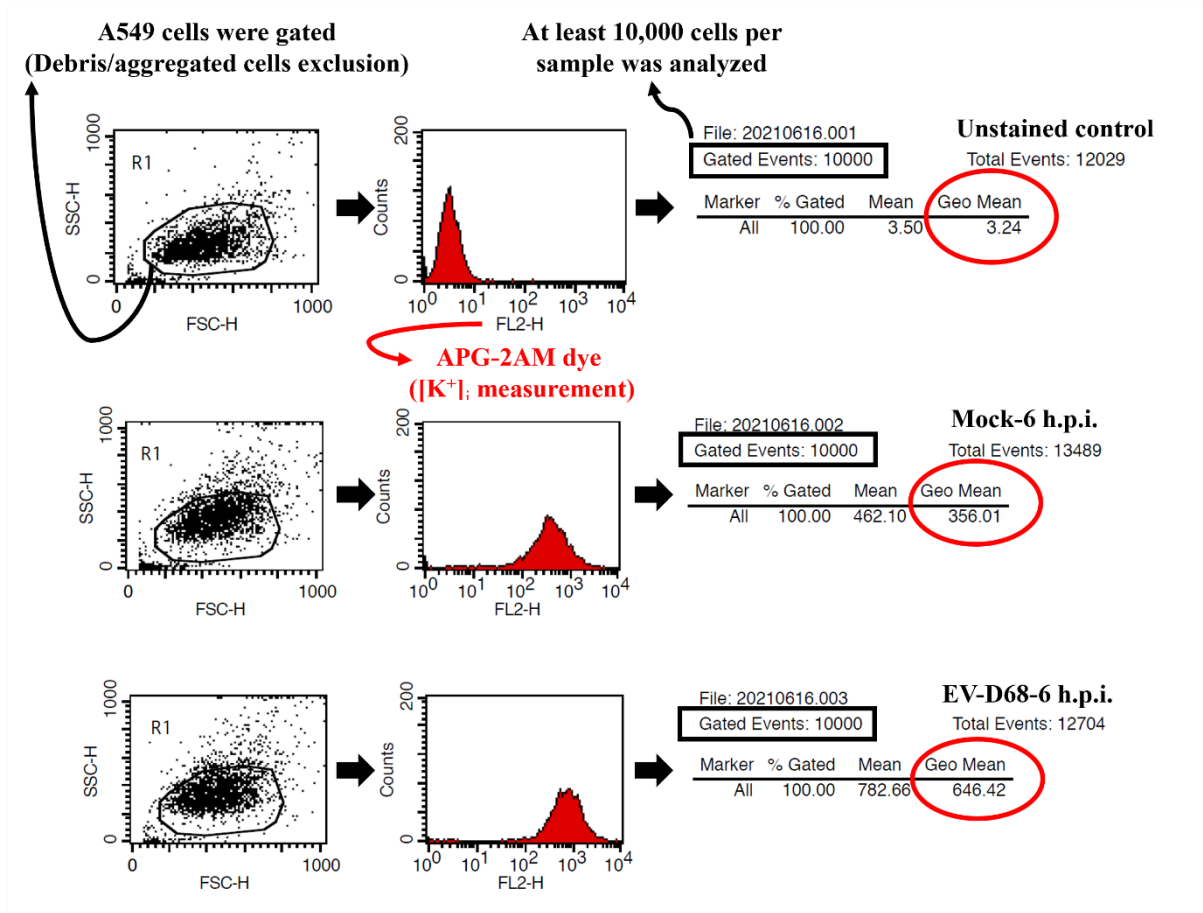 A549 cells were gated
(Debris/aggregated cells exclusion)
At least 10,000 cells per
sample was analyzed
1000
R1
SSC-H
0
0 1000
FSC-H
200
Counts
0
10⁰ 10¹ 10² 10³ 10⁴
FL2-H
File: 20210616.001
Unstained control
Gated Events: 10000
Total Events: 12029
Marker % Gated Mean Geo Mean
All 100.00 3.50 3.24
APG-2AM dye
([K⁺]ᵢ measurement)
1000
R1
SSC-H
0
0 1000
FSC-H
200
Counts
0
10⁰ 10¹ 10² 10³ 10⁴
FL2-H
File: 20210616.002
Mock-6 h.p.i.
Gated Events: 10000
Total Events: 13489
Marker % Gated Mean Geo Mean
All 100.00 462.10 356.01
1000
R1
SSC-H
0
0 1000
FSC-H
200
Counts
0
10⁰ 10¹ 10² 10³ 10⁴
FL2-H
File: 20210616.003
EV-D68-6 h.p.i.
Gated Events: 10000
Total Events: 12704
Marker % Gated Mean Geo Mean
All 100.00 782.66 646.42